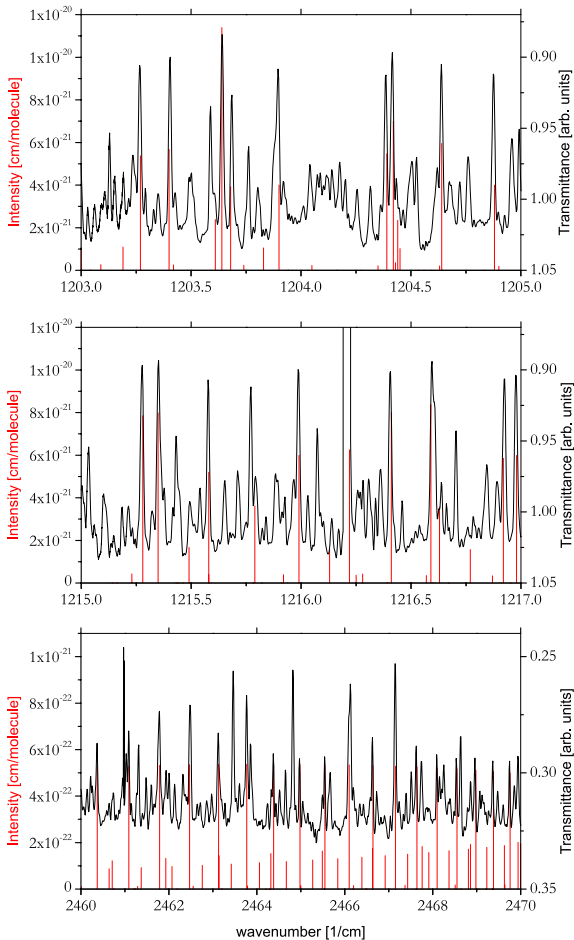 1x10⁻²⁰
8x10⁻²¹
6x10⁻²¹
4x10⁻²¹
2x10⁻²¹
0
Intensity [cm/molecule]
0.90
0.95
1.00
1.05
Transmittance [arb. units]
1203.0 1203.5 1204.0 1204.5 1205.0
1x10⁻²⁰
8x10⁻²¹
6x10⁻²¹
4x10⁻²¹
2x10⁻²¹
0
Intensity [cm/molecule]
0.90
0.95
1.00
1.05
Transmittance [arb. units]
1215.0 1215.5 1216.0 1216.5 1217.0
1x10⁻²¹
8x10⁻²²
6x10⁻²²
4x10⁻²²
2x10⁻²²
0
Intensity [cm/molecule]
0.25
0.30
0.35
Transmittance [arb. units]
2460 2462 2464 2466 2468 2470
wavenumber [1/cm]